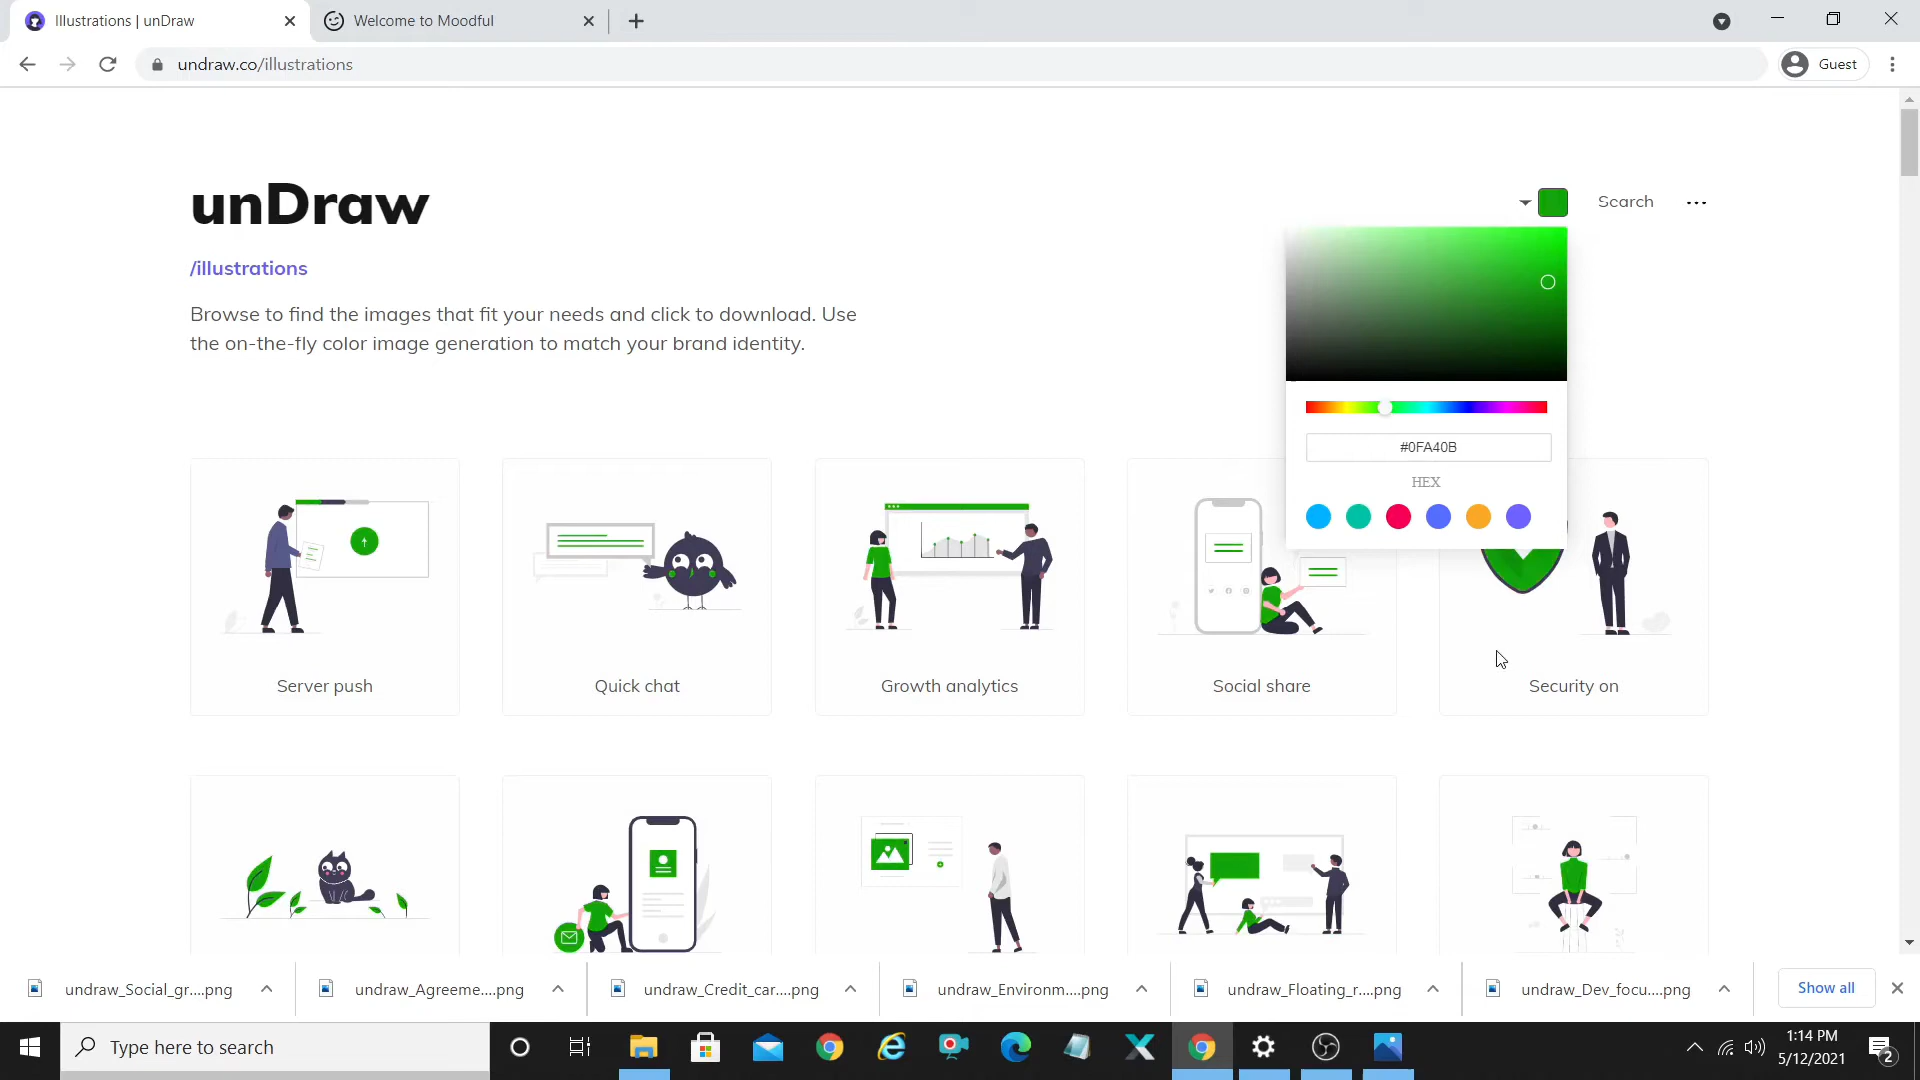 Illustrations | unDraw
Welcome to Moodful
undraw.co/illustrations
Guest
unDraw
Search
/illustrations
Browse to find the images that fit your needs and click to download. Use
the on-the-fly color image generation to match your brand identity.
#0FA40B
HEX
Server push
Quick chat
Growth analytics
Social share
Security on
undraw_Social_gr....png
undraw_Agreeme....png
undraw_Credit_car....png
undraw_Environm....png
undraw_Floating_r....png
undraw_Dev_focu....png
Show all
Type here to search
1:14 PM
5/12/2021
2